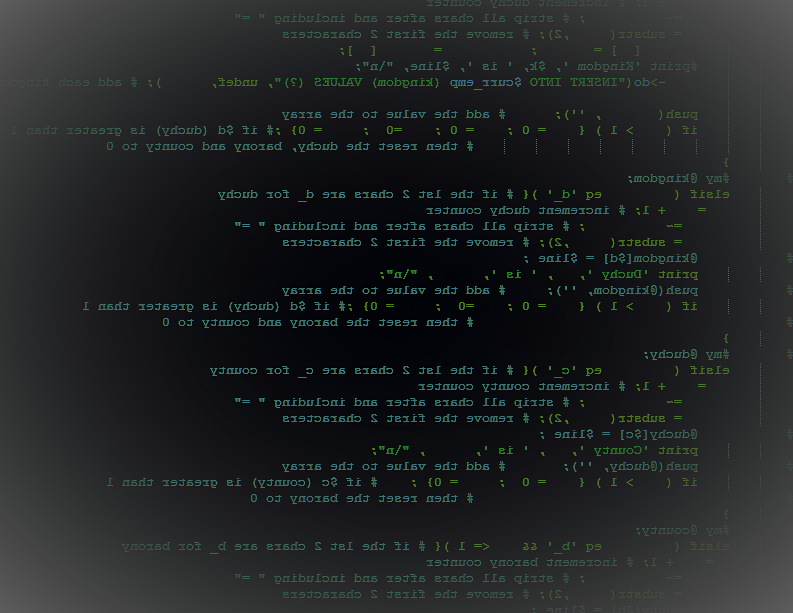 = + 1; # increment counter
=~ ; # strip all chars after and including " ="
= substr( ,2); # remove the first 2 characters
[ ] = ; = [ ];
#print 'Kingdom ', $k, ' is ', $line, "\n";
->do("INSERT INTO $curr_emp (kingdom) VALUES (?)", undef, ); # add each
push( , ''); # add the value to the array
if ( > 1 ) { = 0 ; = 0 ; =0 ; = 0} ;# if $d (duchy) is greater than 1
# then reset the duchy, barony and county to 0
}
#my @kingdom;
elsif ( eq 'd_' ){ # if the 1st 2 chars are d_ for duchy
= + 1; # increment duchy counter
=~ ; # strip all chars after and including " ="
= substr( ,2); # remove the first 2 characters
@kingdom[$d] = $line ;
print 'Duchy ', , ' is ', , "\n";
push(@kingdom, ''); # add the value to the array
if ( > 1 ) { = 0 ; =0 ; = 0} ;# if $d (duchy) is greater than 1
# then reset the barony and county to 0
}
#my @duchy;
elsif ( eq 'c_' ){ # if the 1st 2 chars are c_ for county
= + 1; # increment county counter
=~ ; # strip all chars after and including " ="
= substr( ,2); # remove the first 2 characters
@duchy[$c] = $line ;
print 'County ', , ' is ', , "\n";
push(@duchy, ''); # add the value to the array
if ( > 1 ) { = 0 ; = 0} ; # if $c (county) is greater than 1
# then reset the barony to 0
}
#my @county;
elsif ( eq 'b_' && <= 1 ){ # if the 1st 2 chars are b_ for barony
= + 1; # increment barony counter
=~ ; # strip all chars after and including " ="
= substr( ,2); # remove the first 2 characters
= $line ;